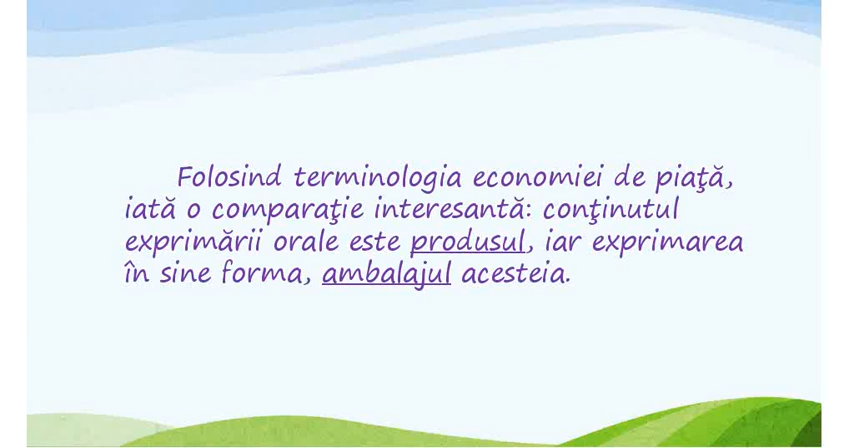 Folosind terminologia economiei de piaţă,
iată o comparaţie interesantă: conţinutul
exprimării orale este produsul, iar exprimarea
în sine forma, ambalajul acesteia.